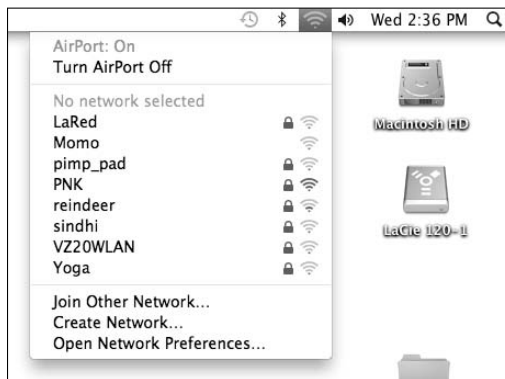 Wed 2:36 PM
AirPort: On
Turn AirPort Off
No network selected
LaRed
Momo
pimp_pad
PNK
reindeer
sindhi
VZ20WLAN
Yoga
Join Other Network...
Create Network...
Open Network Preferences...
Macintosh HD
LaCie 120-1